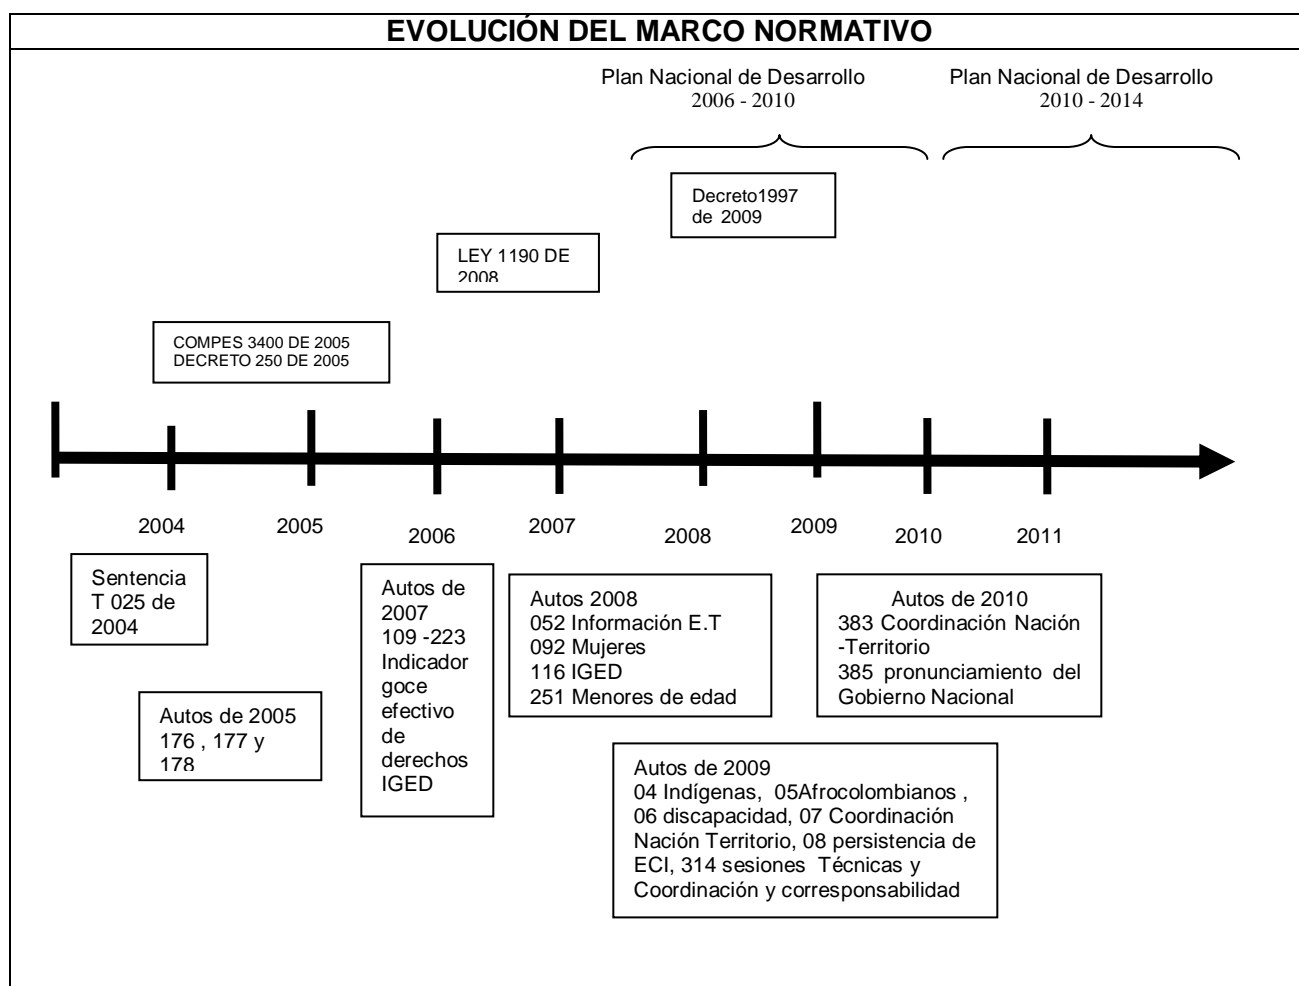 EVOLUCIÓN DEL MARCO NORMATIVO
Plan Nacional de Desarrollo
2006 - 2010
Plan Nacional de Desarrollo
2010 - 2014
Decreto1997
de 2009
LEY 1190 DE
2008
COMPES 3400 DE 2005
DECRETO 250 DE 2005
2004
2005
2006
2007
2008
2009
2010
2011
Sentencia
T 025 de
2004
Autos de 2005
176 , 177 y
178
Autos de
2007
109 -223
Indicador
goce
efectivo
de
derechos
IGED
Autos 2008
052 Información E.T
092 Mujeres
116 IGED
251 Menores de edad
Autos de 2009
04 Indígenas, 05Afrocolombianos ,
06 discapacidad, 07 Coordinación
Nación Territorio, 08 persistencia de
ECI, 314 sesiones Técnicas y
Coordinación y corresponsabilidad
Autos de 2010
383 Coordinación Nación
-Territorio
385 pronunciamiento del
Gobierno Nacional